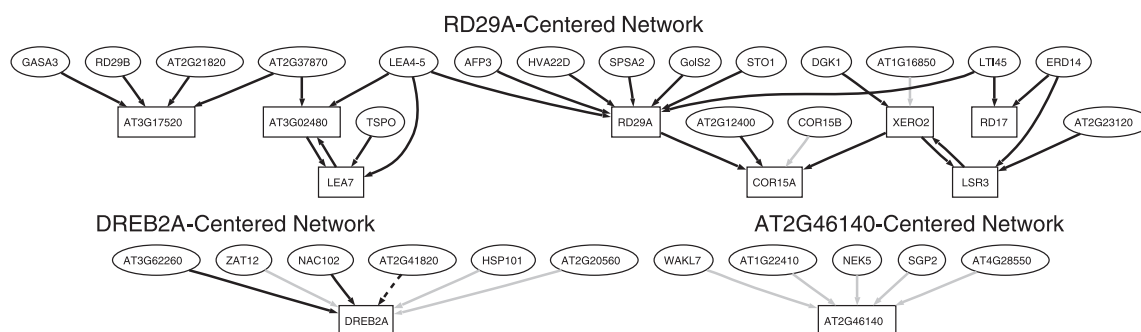 RD29A-Centered Network
GASA3 RD29B AT2G21820 AT2G37870 LEA4-5 AFP3 HVA22D SPSA2 GolS2 STO1 DGK1 AT1G16850 LTI45 ERD14
AT3G17520 AT3G02480 TSPO RD29A AT2G12400 COR15B XERO2 RD17 AT2G23120
LEA7 COR15A LSR3
DREB2A-Centered Network AT2G46140-Centered Network
AT3G62260 ZAT12 NAC102 AT2G41820 HSP101 AT2G20560 WAKL7 AT1G22410 NEK5 SGP2 AT4G28550
DREB2A AT2G46140